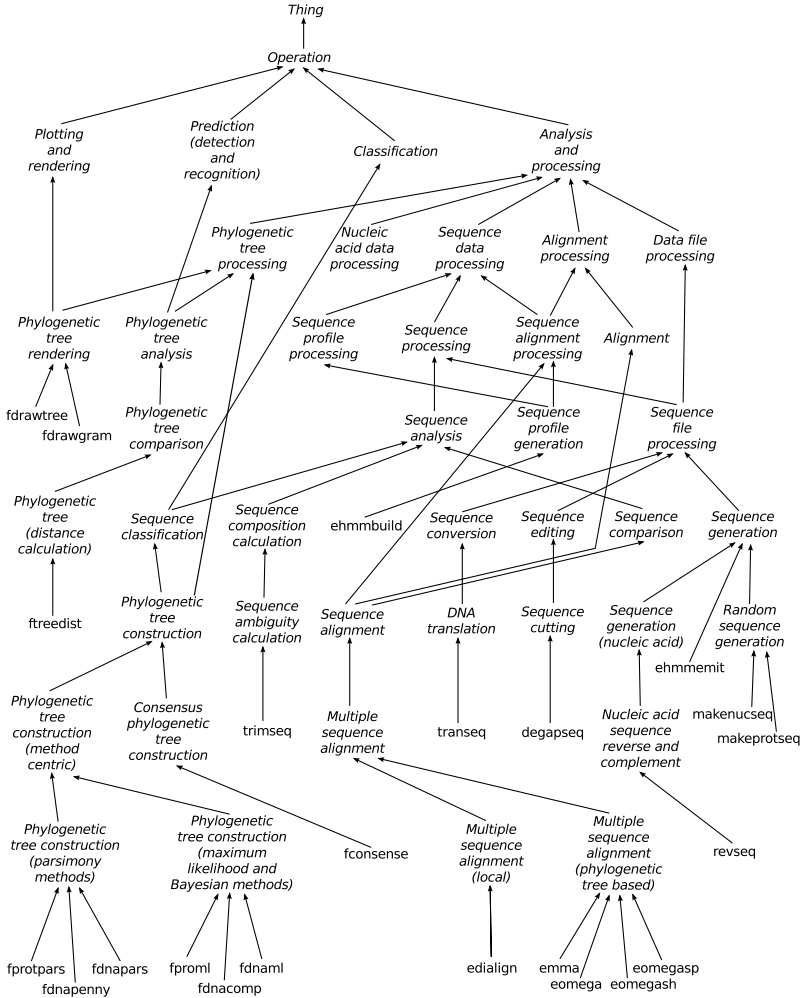 Thing
Operation
Plotting
and
rendering
Prediction
(detection
and
recognition)
Classification
Analysis
and
processing
Phylogenetic
tree
processing
Nucleic
acid data
processing
Sequence
data
processing
Alignment
processing
Data file
processing
Phylogenetic
tree
rendering
Phylogenetic
tree
analysis
Sequence
profile
processing
Sequence
processing
Sequence
alignment
processing
Alignment
fdrawtree
fdrawgram
Phylogenetic
tree
comparison
Sequence
analysis
Sequence
profile
generation
Sequence
file
processing
Phylogenetic
tree
(distance
calculation)
Sequence
classification
Sequence
composition
calculation
ehmmbuild
Sequence
conversion
Sequence
editing
Sequence
comparison
Sequence
generation
ftreedist
Phylogenetic
tree
construction
Sequence
ambiguity
calculation
Sequence
alignment
DNA
translation
Sequence
cutting
Sequence
generation
(nucleic acid)
ehmmemit
Random
sequence
generation
Phylogenetic
tree
construction
(method
centric)
Consensus
phylogenetic
tree
construction
trimseq
Multiple
sequence
alignment
transeq
degapseq
Nucleic acid
sequence
reverse and
complement
makenucseq
makeprotseq
Phylogenetic
tree construction
(parsimony
methods)
Phylogenetic
tree construction
(maximum
likelihood and
Bayesian methods)
fconsense
Multiple
sequence
alignment
(local)
Multiple
sequence
alignment
(phylogenetic
tree based)
revseq
fprotpars
fdnapenny
fdnapars
fproml
fdnacomp
fdnaml
edialign
emma
eomega
eomegash
eomegasp